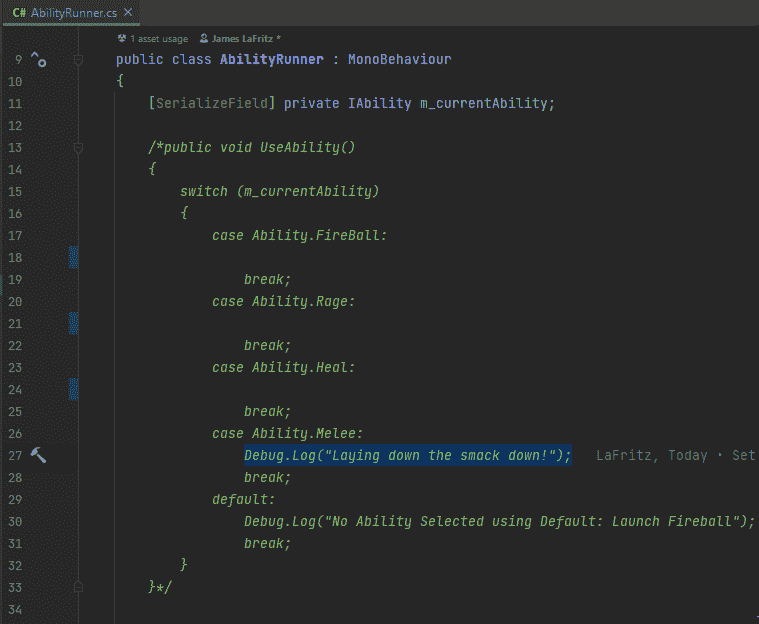 C# AbilityRunner.cs ×
1 asset usage James LaFritz *
9 public class AbilityRunner : MonoBehaviour
10 {
11 [SerializeField] private IAbility m_currentAbility;
12
13 /*public void UseAbility()
14 {
15 switch (m_currentAbility)
16 {
17 case Ability.FireBall:
18
19 break;
20 case Ability.Rage:
21
22 break;
23 case Ability.Heal:
24
25 break;
26 case Ability.Melee:
27 Debug.Log("Laying down the smack down!"); LaFritz, Today • Set
28 break;
29 default:
30 Debug.Log("No Ability Selected using Default: Launch Fireball");
31 break;
32 }
33 }*/
34